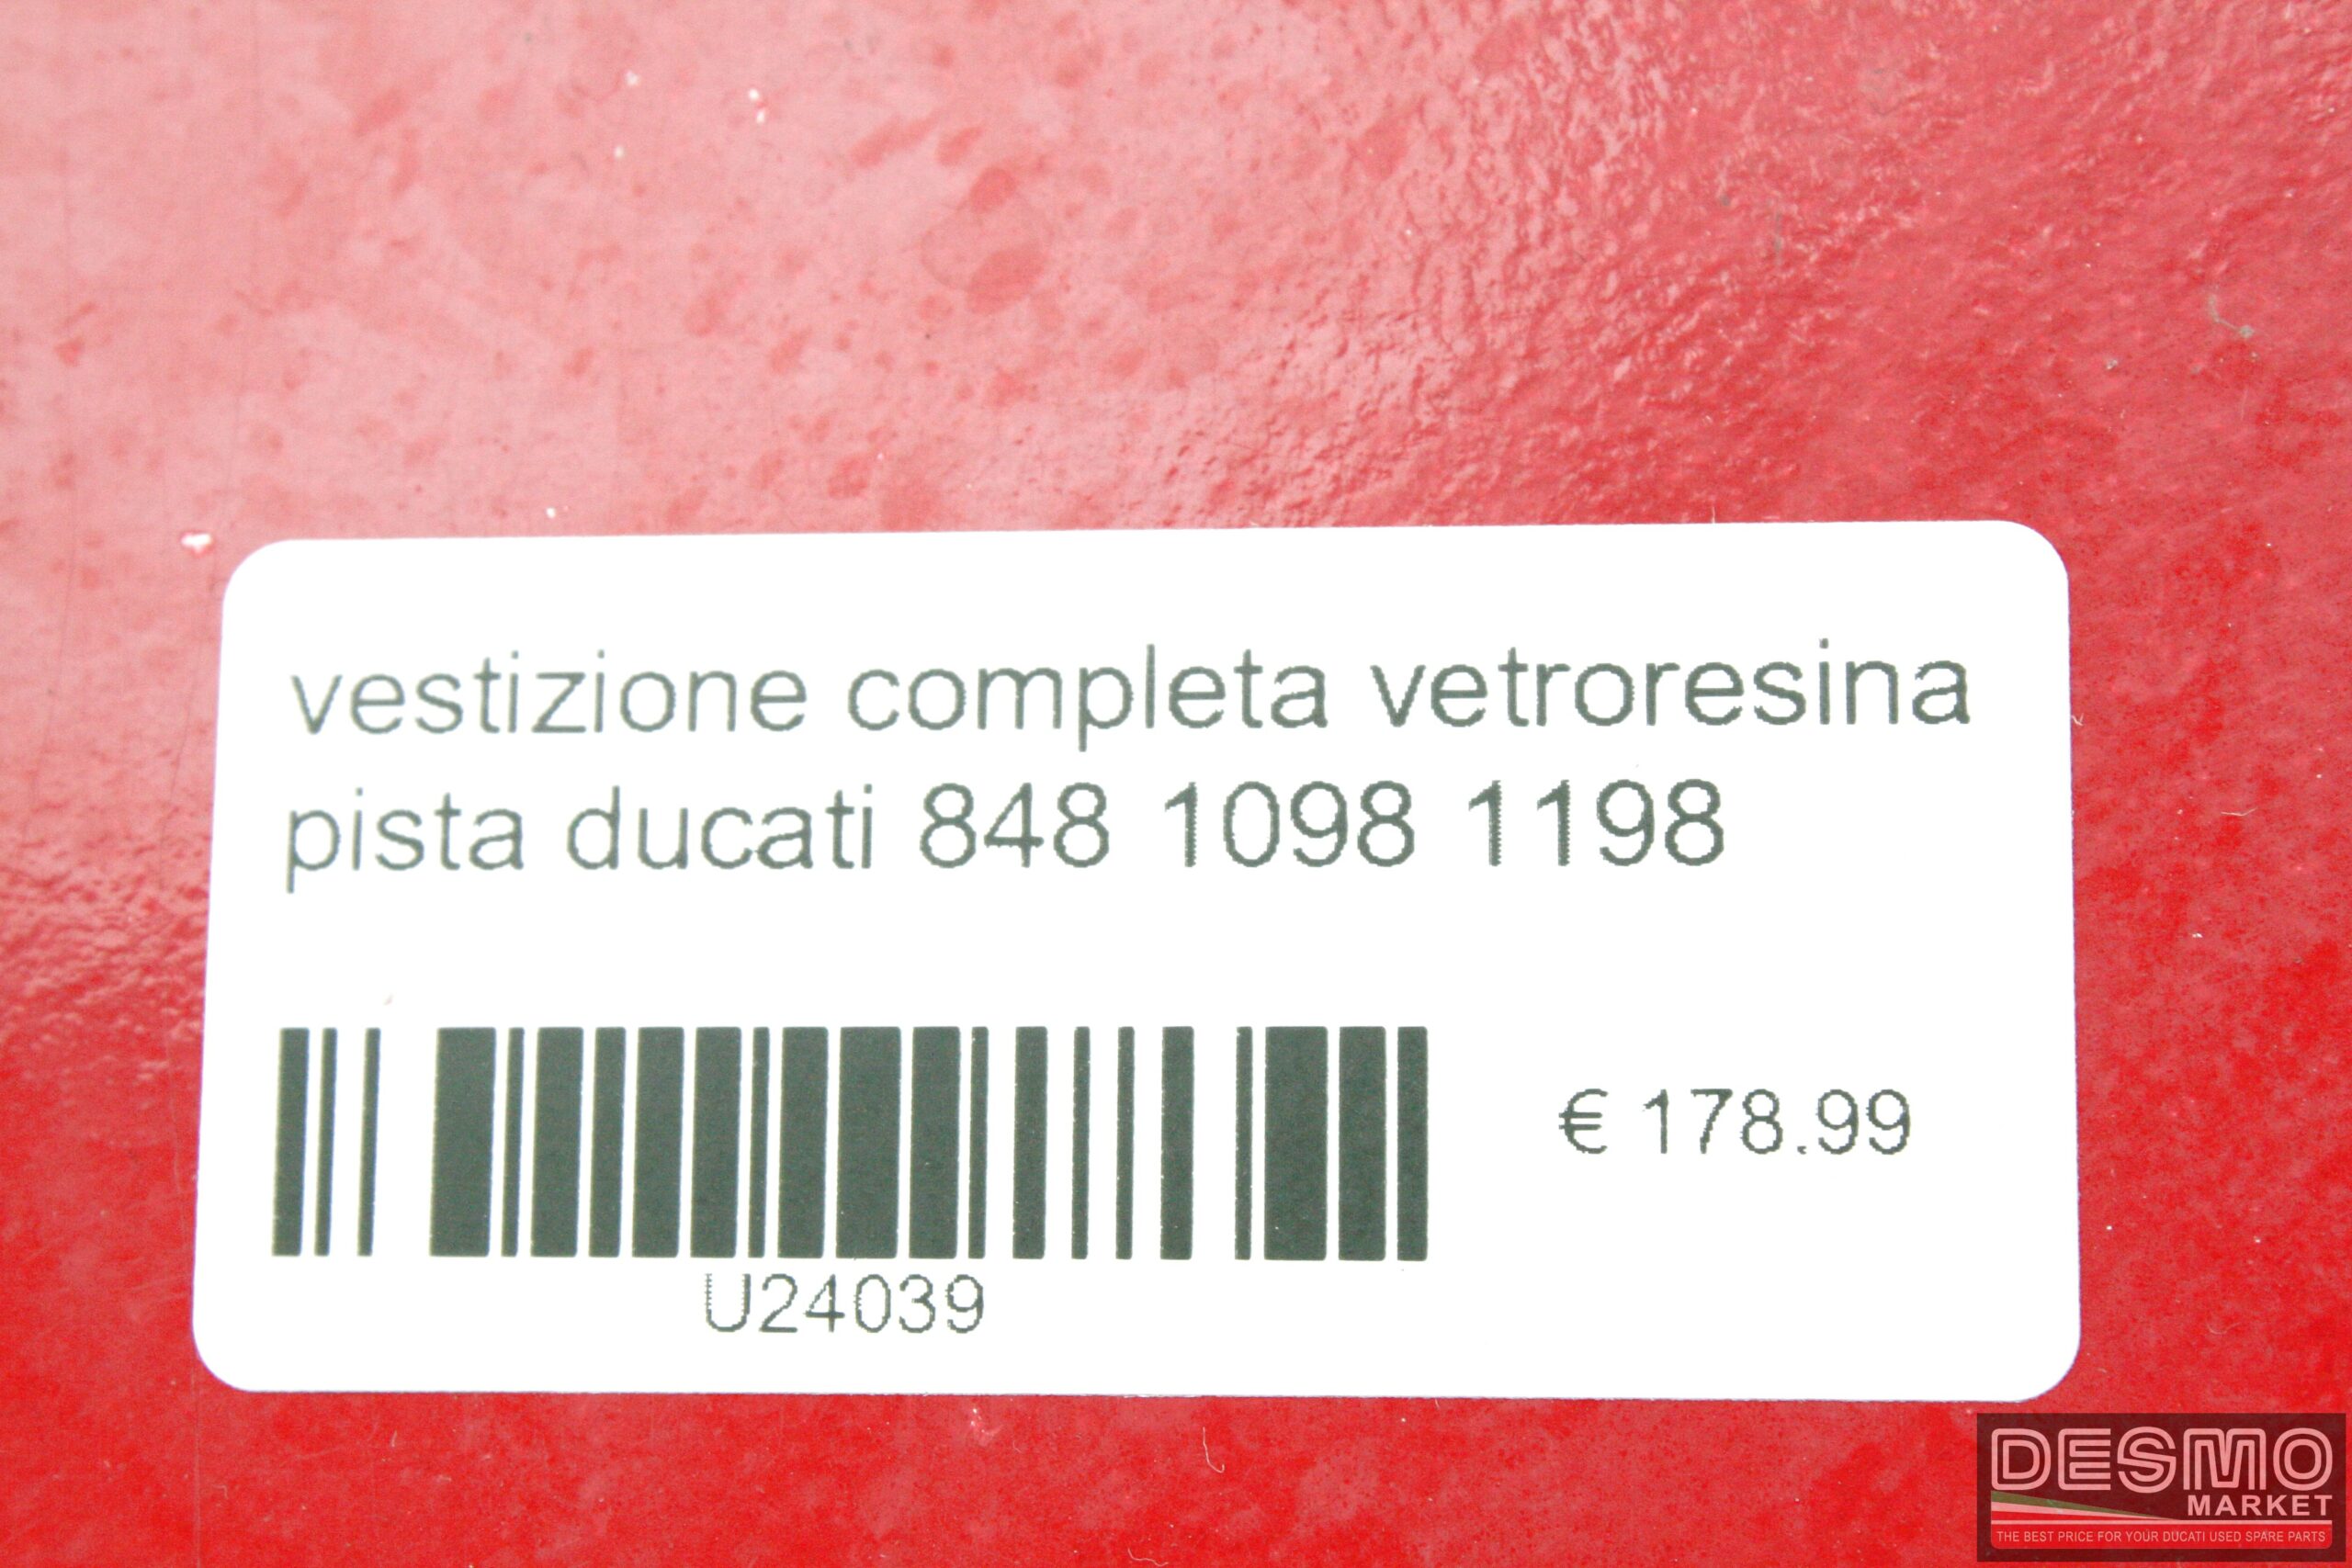 vestizione completa vetroresina
pista ducati 848 1098 1198
€ 178.99
U24039
DESMO
MARKET
THE BEST PRICE FOR YOUR DUCATI USED SPARE PARTS